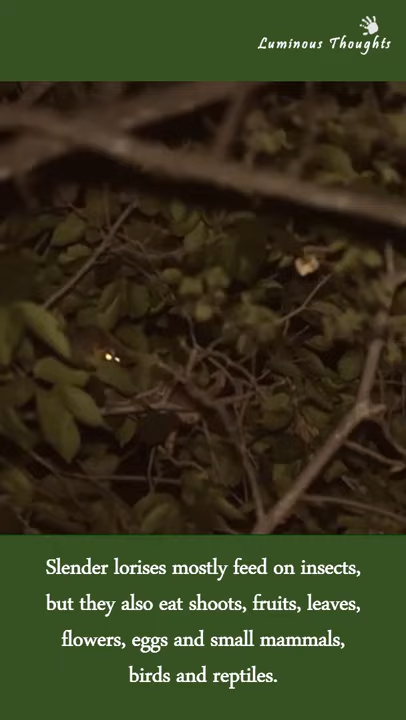 Luminous Thoughts
Slender lorises mostly feed on insects,
but they also eat shoots, fruits, leaves,
flowers, eggs and small mammals,
birds and reptiles.